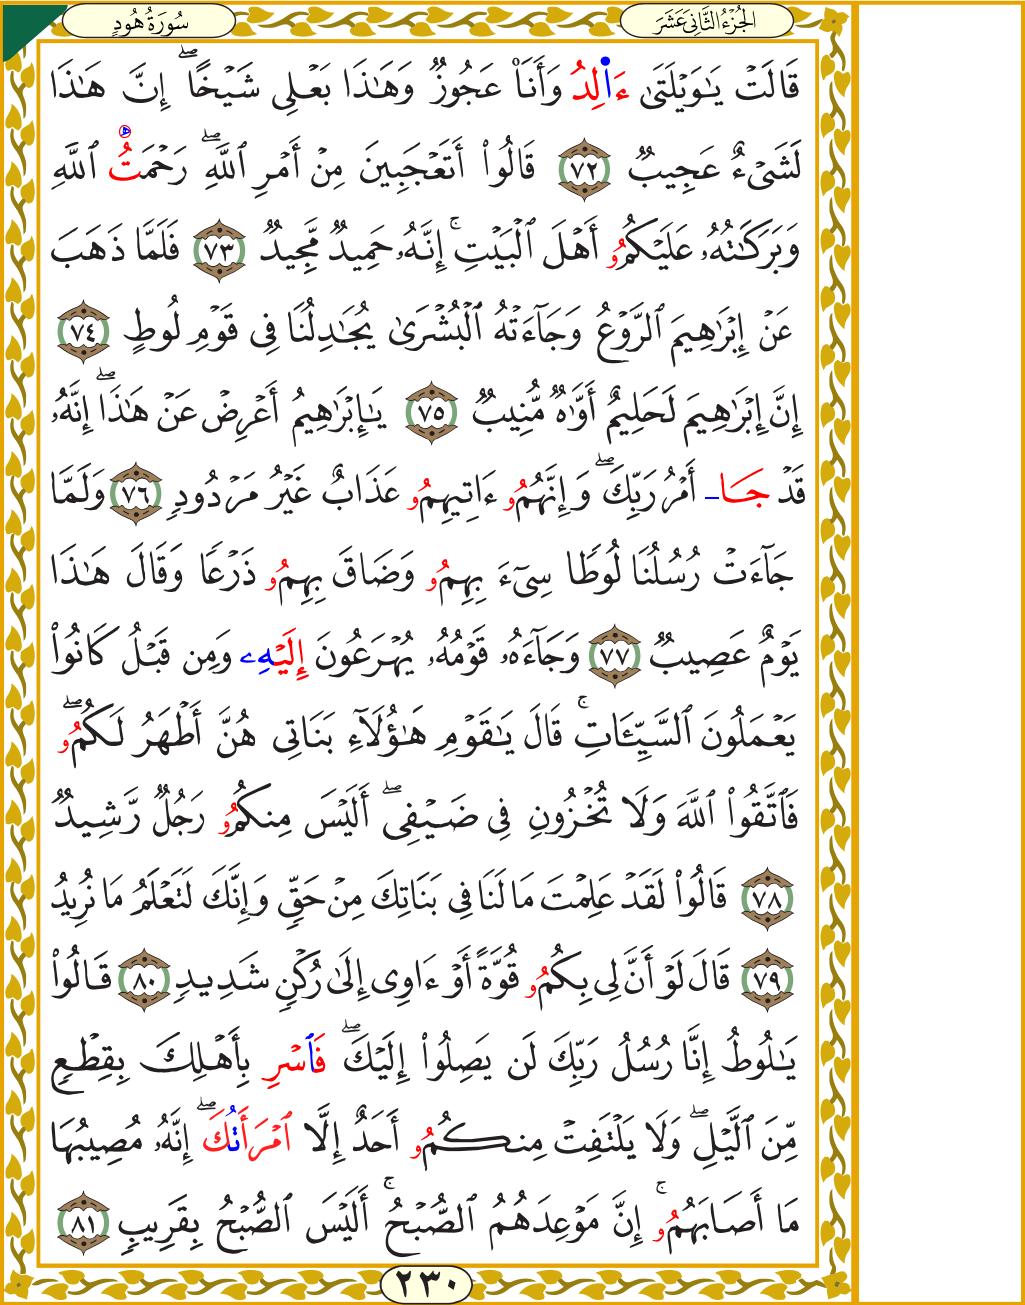 الجُزْءُ الثَّانِىَ عَشَرَ
سُورَةُ هُودٍ
قَالَتْ يَـٰوَيْلَتَىٰ ءَاْلِدُ وَأَنَا۠ عَجُوزٌ وَهَـٰذَا بَعْلِى شَيْخًا ۖ إِنَّ هَـٰذَا
لَشَىْءٌ عَجِيبٌ ٧٢ قَالُوا۟ أَتَعْجَبِينَ مِنْ أَمْرِ ٱللَّهِ ۖ رَحْمَتُ ٱللَّهِ
وَبَرَكَـٰتُهُۥ عَلَيْكُمُۥ أَهْلَ ٱلْبَيْتِ ۚ إِنَّهُۥ حَمِيدٌ مَّجِيدٌ ٧٣ فَلَمَّا ذَهَبَ
عَنْ إِبْرَٰهِيمَ ٱلرَّوْعُ وَجَآءَتْهُ ٱلْبُشْرَىٰ يُجَـٰدِلُنَا فِى قَوْمِ لُوطٍ ٧٤
إِنَّ إِبْرَٰهِيمَ لَحَلِيمٌ أَوَّٰهٌ مُّنِيبٌ ٧٥ يَـٰٓإِبْرَٰهِيمُ أَعْرِضْ عَنْ هَـٰذَا ۖ إِنَّهُۥ
قَدْ جَـا أَمْرُ رَبِّكَ ۖ وَإِنَّهُمُۥ ءَاتِيهِمُۥ عَذَابٌ غَيْرُ مَرْدُودٍ ٧٦ وَلَمَّا
جَآءَتْ رُسُلُنَا لُوطًا سِىٓءَ بِهِمُۥ وَضَاقَ بِهِمُۥ ذَرْعًا وَقَالَ هَـٰذَا
يَوْمٌ عَصِيبٌ ٧٧ وَجَآءَهُۥ قَوْمُهُۥ يُهْرَعُونَ إِلَيْهِۦ وَمِن قَبْلُ كَانُوا۟
يَعْمَلُونَ ٱلسَّيِّـَٔاتِ ۚ قَالَ يَـٰقَوْمِ هَـٰٓؤُلَآءِ بَنَاتِى هُنَّ أَطْهَرُ لَكُمُۥ ۖ
فَٱتَّقُوا۟ ٱللَّهَ وَلَا تُخْزُونِ فِى ضَيْفِى ۖ أَلَيْسَ مِنكُمُۥ رَجُلٌ رَّشِيدٌ
٧٨ قَالُوا۟ لَقَدْ عَلِمْتَ مَا لَنَا فِى بَنَاتِكَ مِنْ حَقٍّ وَإِنَّكَ لَتَعْلَمُ مَا نُرِيدُ
٧٩ قَالَ لَوْ أَنَّ لِى بِكُمُۥ قُوَّةً أَوْ ءَاوِى إِلَىٰ رُكْنٍ شَدِيدٍ ٨٠ قَالُوا۟
يَـٰلُوطُ إِنَّا رُسُلُ رَبِّكَ لَن يَصِلُوٓا۟ إِلَيْكَ ۖ فَٱسْرِ بِأَهْلِكَ بِقِطْعٍ
مِّنَ ٱلَّيْلِ ۖ وَلَا يَلْتَفِتْ مِنكُمُۥ أَحَدٌ إِلَّا ٱمْرَأَتُكَ ۖ إِنَّهُۥ مُصِيبُهَا
مَا أَصَابَهُمُۥ ۚ إِنَّ مَوْعِدَهُمُ ٱلصُّبْحُ ۚ أَلَيْسَ ٱلصُّبْحُ بِقَرِيبٍ ٨١
٢٣٠